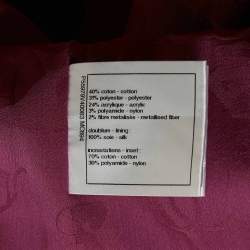 40% coton - cotton
31% polyester - polyester
24% acrylique - acrylic
3% polyamide - nylon
2% fibre metallisée - metallised fiber
doublure - lining
100% soie - silk
incrustations - insert :
70% coton - cotton
30% polyamide - nylon